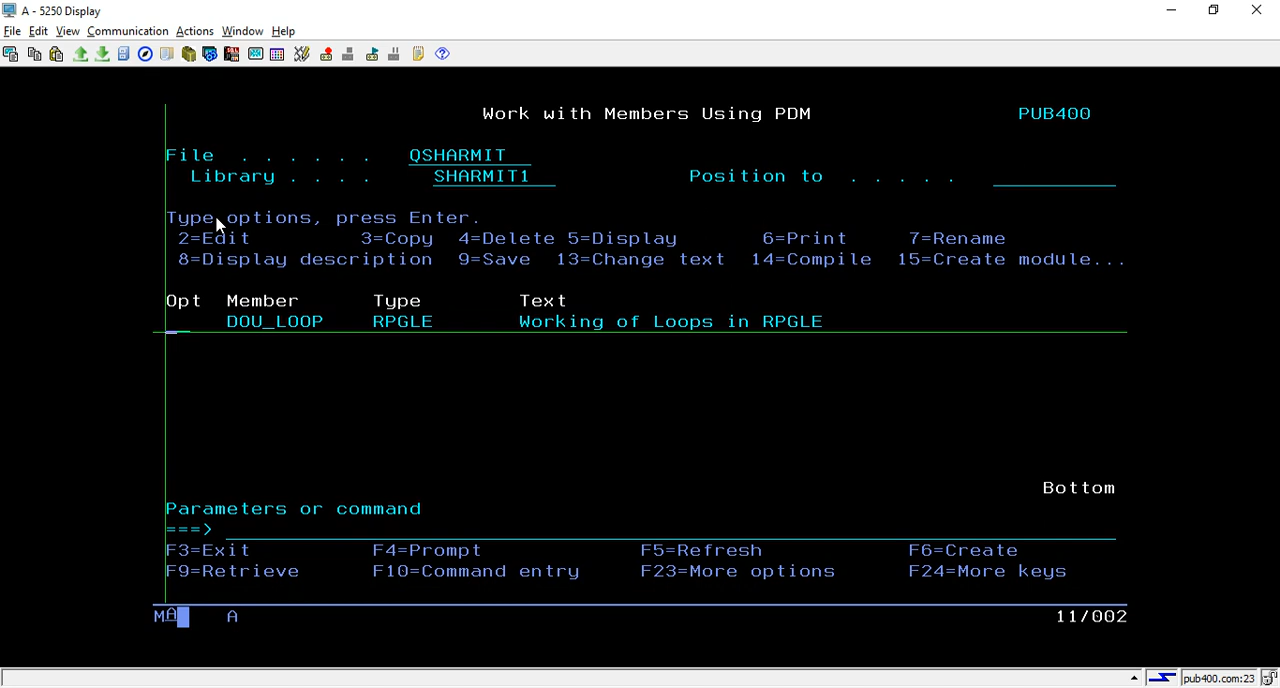 A - 5250 Display
File Edit View Communication Actions Window Help
Work with Members Using PDM PUB400
File . . . . . . QSHARMIT
Library . . . . SHARMIT1 Position to . . . . .
Type options, press Enter.
2=Edit 3=Copy 4=Delete 5=Display 6=Print 7=Rename
8=Display description 9=Save 13=Change text 14=Compile 15=Create module...
Opt Member Type Text
DOU_LOOP RPGLE Working of Loops in RPGLE
Bottom
Parameters or command
===>
F3=Exit F4=Prompt F5=Refresh F6=Create
F9=Retrieve F10=Command entry F23=More options F24=More keys
MA A 11/002
pub400.com:23